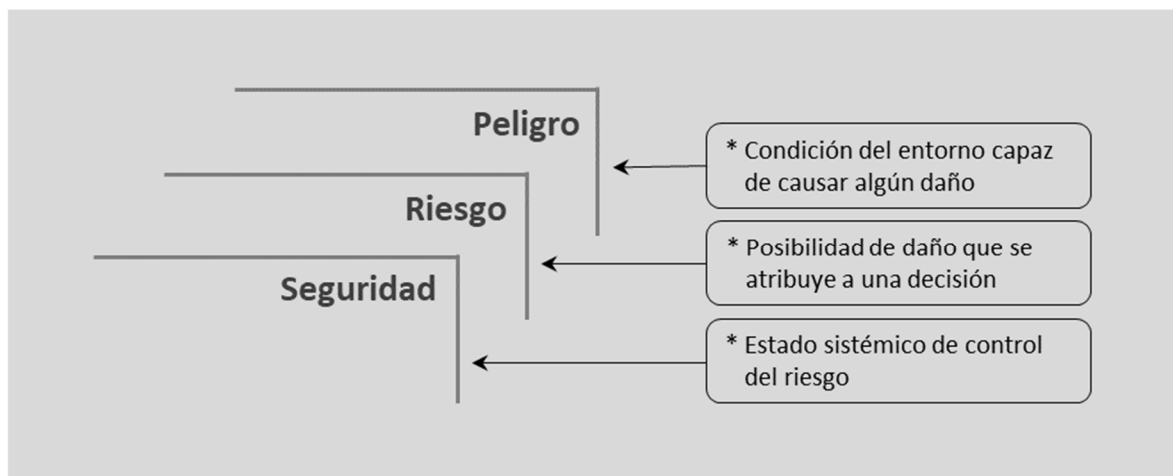 Peligro
* Condición del entorno capaz
de causar algún daño
Riesgo
* Posibilidad de daño que se
atribuye a una decisión
Seguridad
* Estado sistémico de control
del riesgo